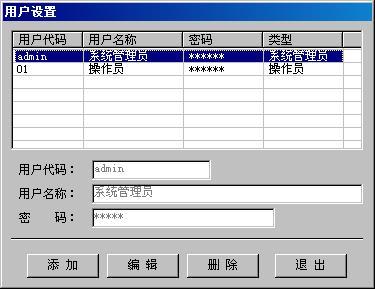 用户设置
用户代码 用户名称 密码 类型
admin 系统管理员 ****** 系统管理员
01 操作员 ****** 操作员
用户代码： admin
用户名称： 系统管理员
密 码： *****
添 加 编 辑 删 除 退 出